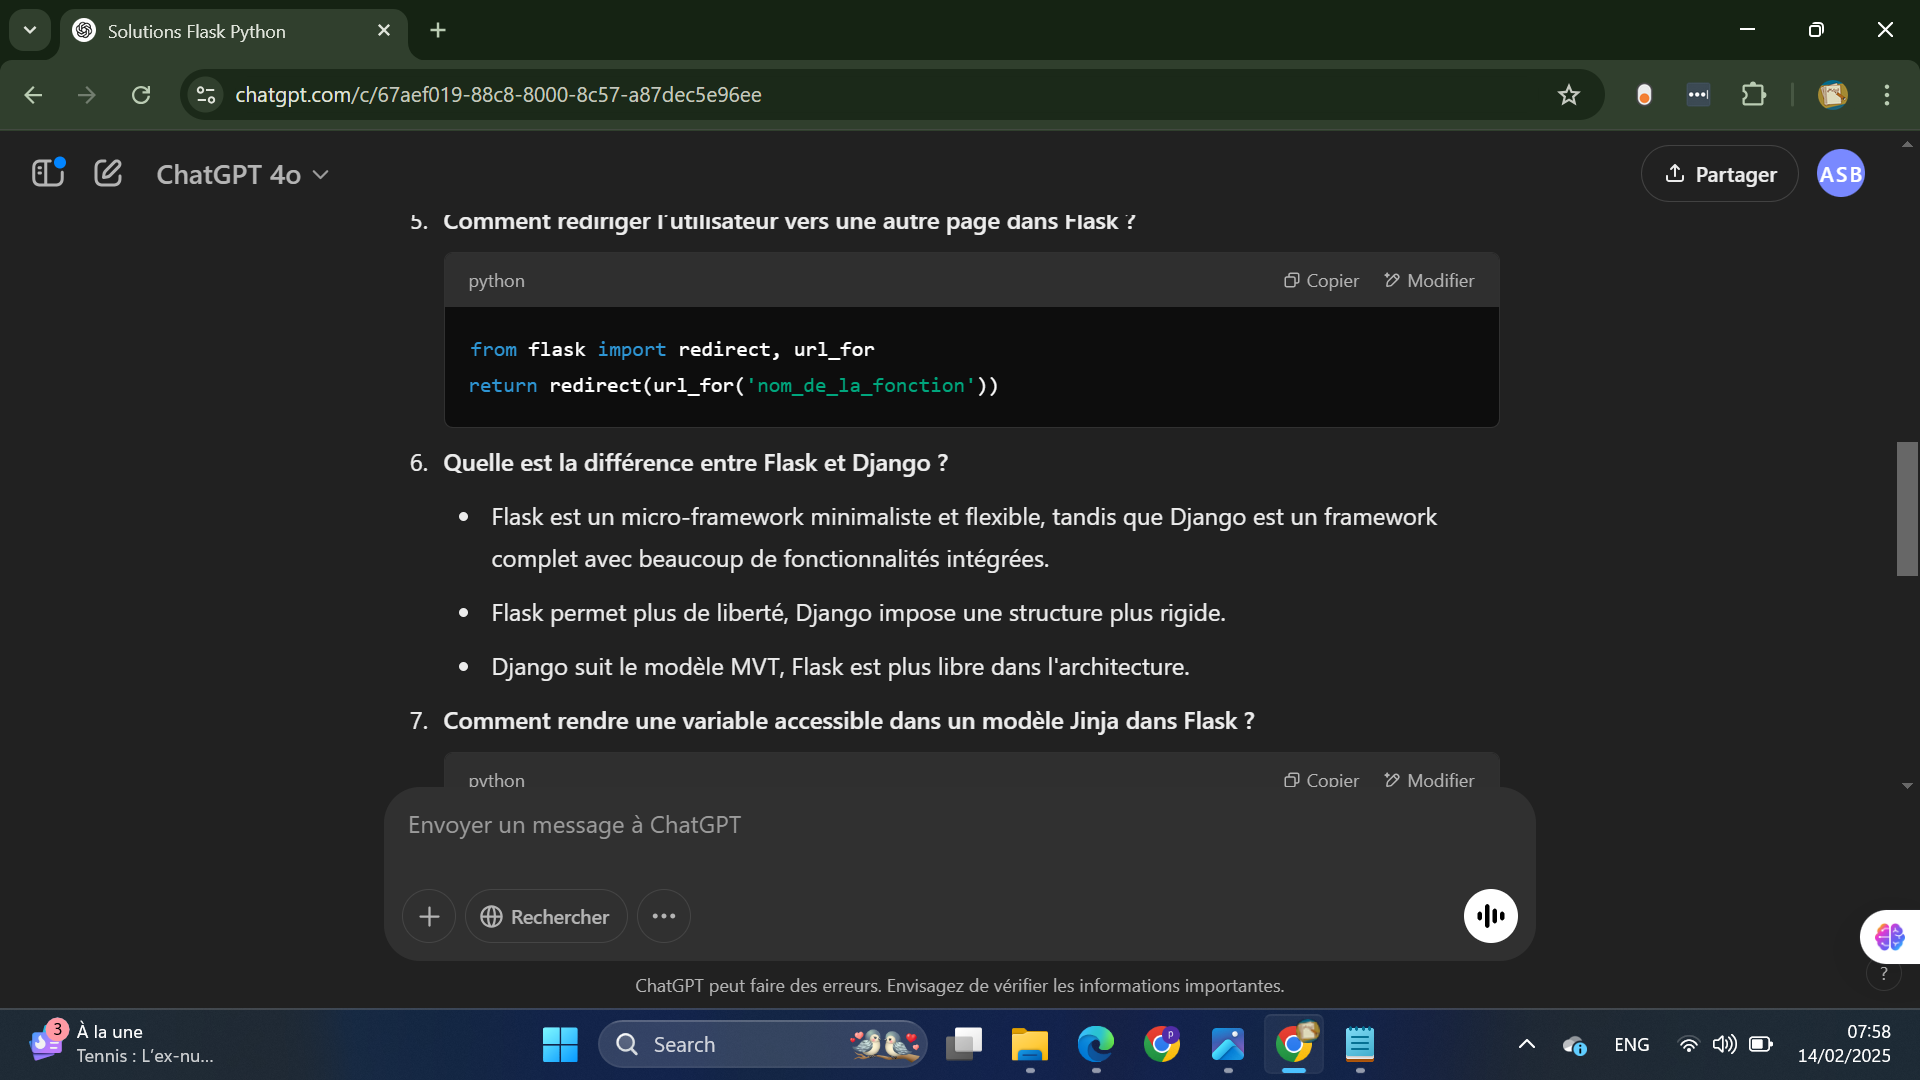 Solutions Flask Python
chatgpt.com/c/67aef019-88c8-8000-8c57-a87dec5e96ee
ChatGPT 4o
Partager
ASB
5. Comment rediriger l'utilisateur vers une autre page dans Flask ?
python
Copier
Modifier
from flask import redirect, url_for
return redirect(url_for('nom_de_la_fonction'))
6. Quelle est la différence entre Flask et Django ?
• Flask est un micro-framework minimaliste et flexible, tandis que Django est un framework
complet avec beaucoup de fonctionnalités intégrées.
• Flask permet plus de liberté, Django impose une structure plus rigide.
• Django suit le modèle MVT, Flask est plus libre dans l'architecture.
7. Comment rendre une variable accessible dans un modèle Jinja dans Flask ?
python
Copier
Modifier
Envoyer un message à ChatGPT
Rechercher
ChatGPT peut faire des erreurs. Envisagez de vérifier les informations importantes.
?
3
À la une
Tennis : L'ex-nu...
Search
p
ENG
07:58
14/02/2025